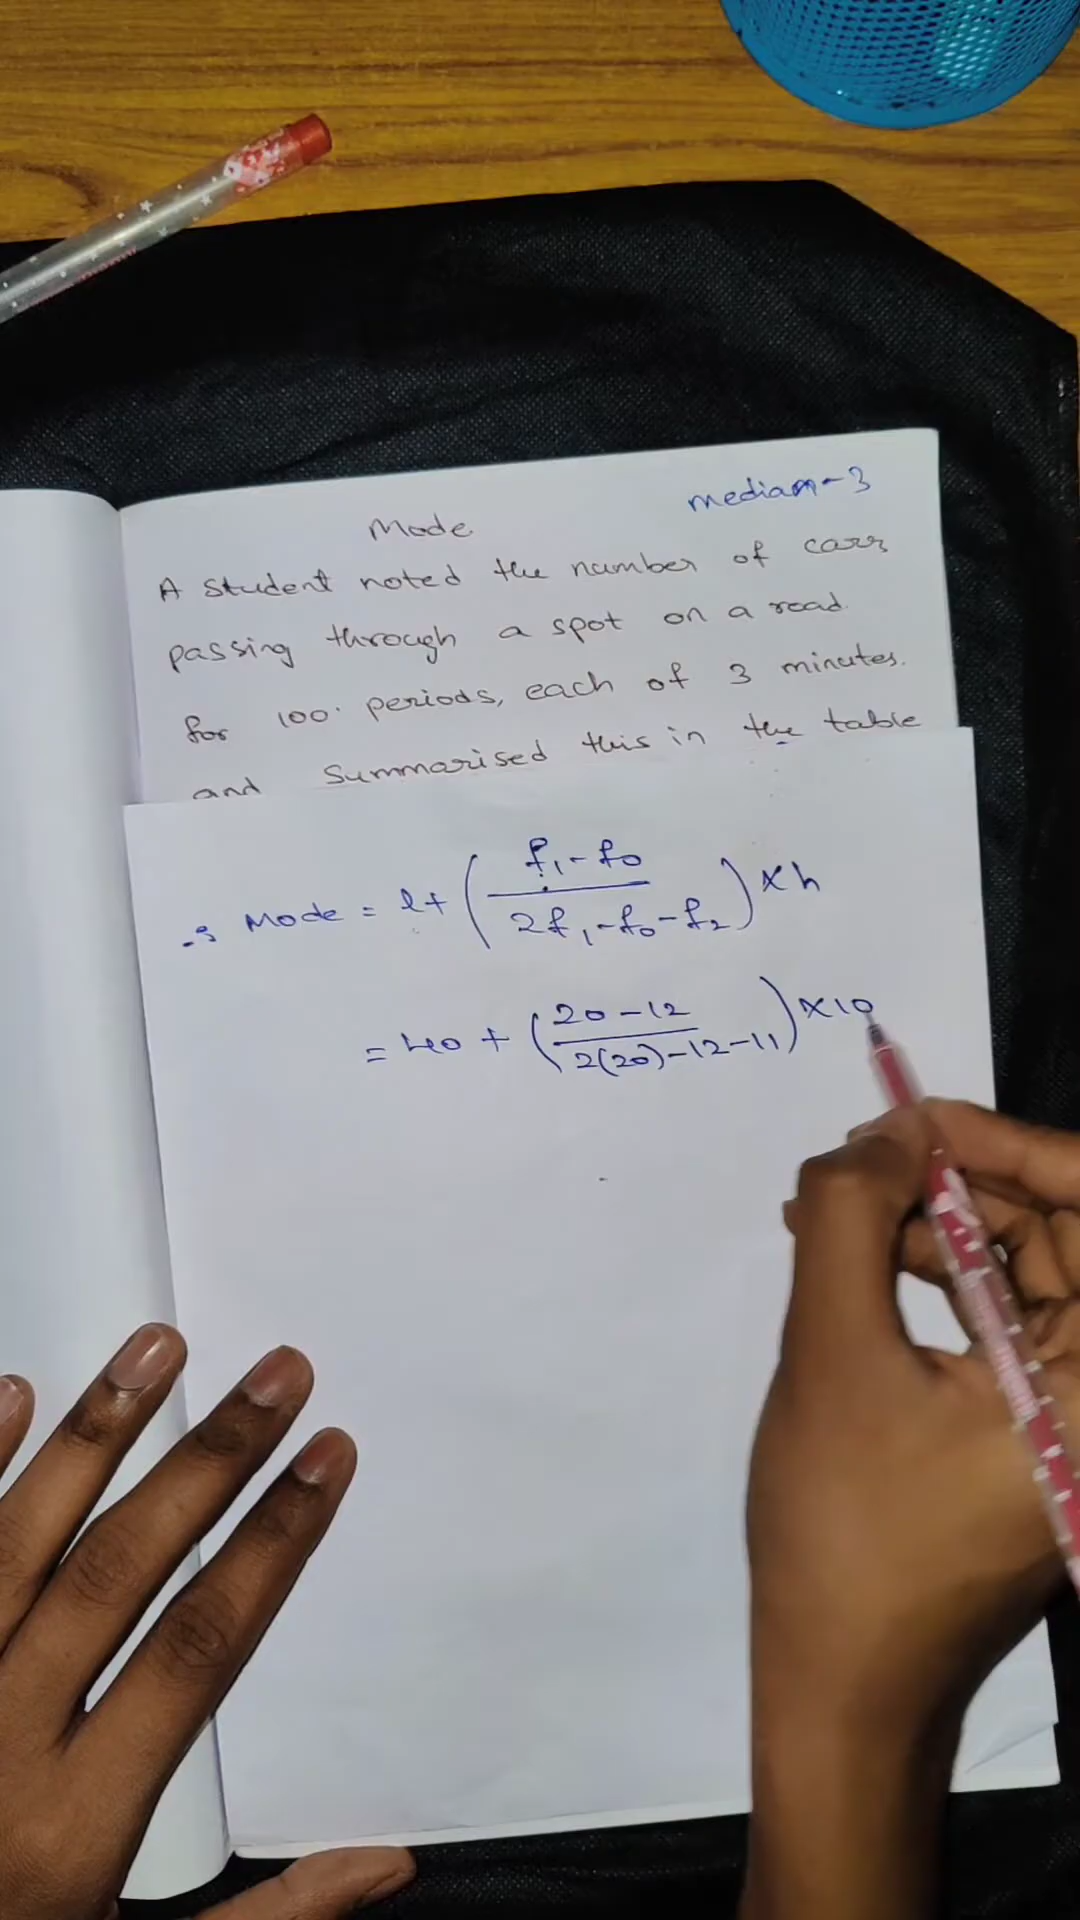 median-3
Mode
A student noted the number of cars
passing through a spot on a road.
for 100 periods, each of 3 minutes.
and summarised this in the table
Mode = l+(f₁-f₀/2f₁-f₀-f₂)×h
= 40 + (20-12/2(20)-12-11)×10